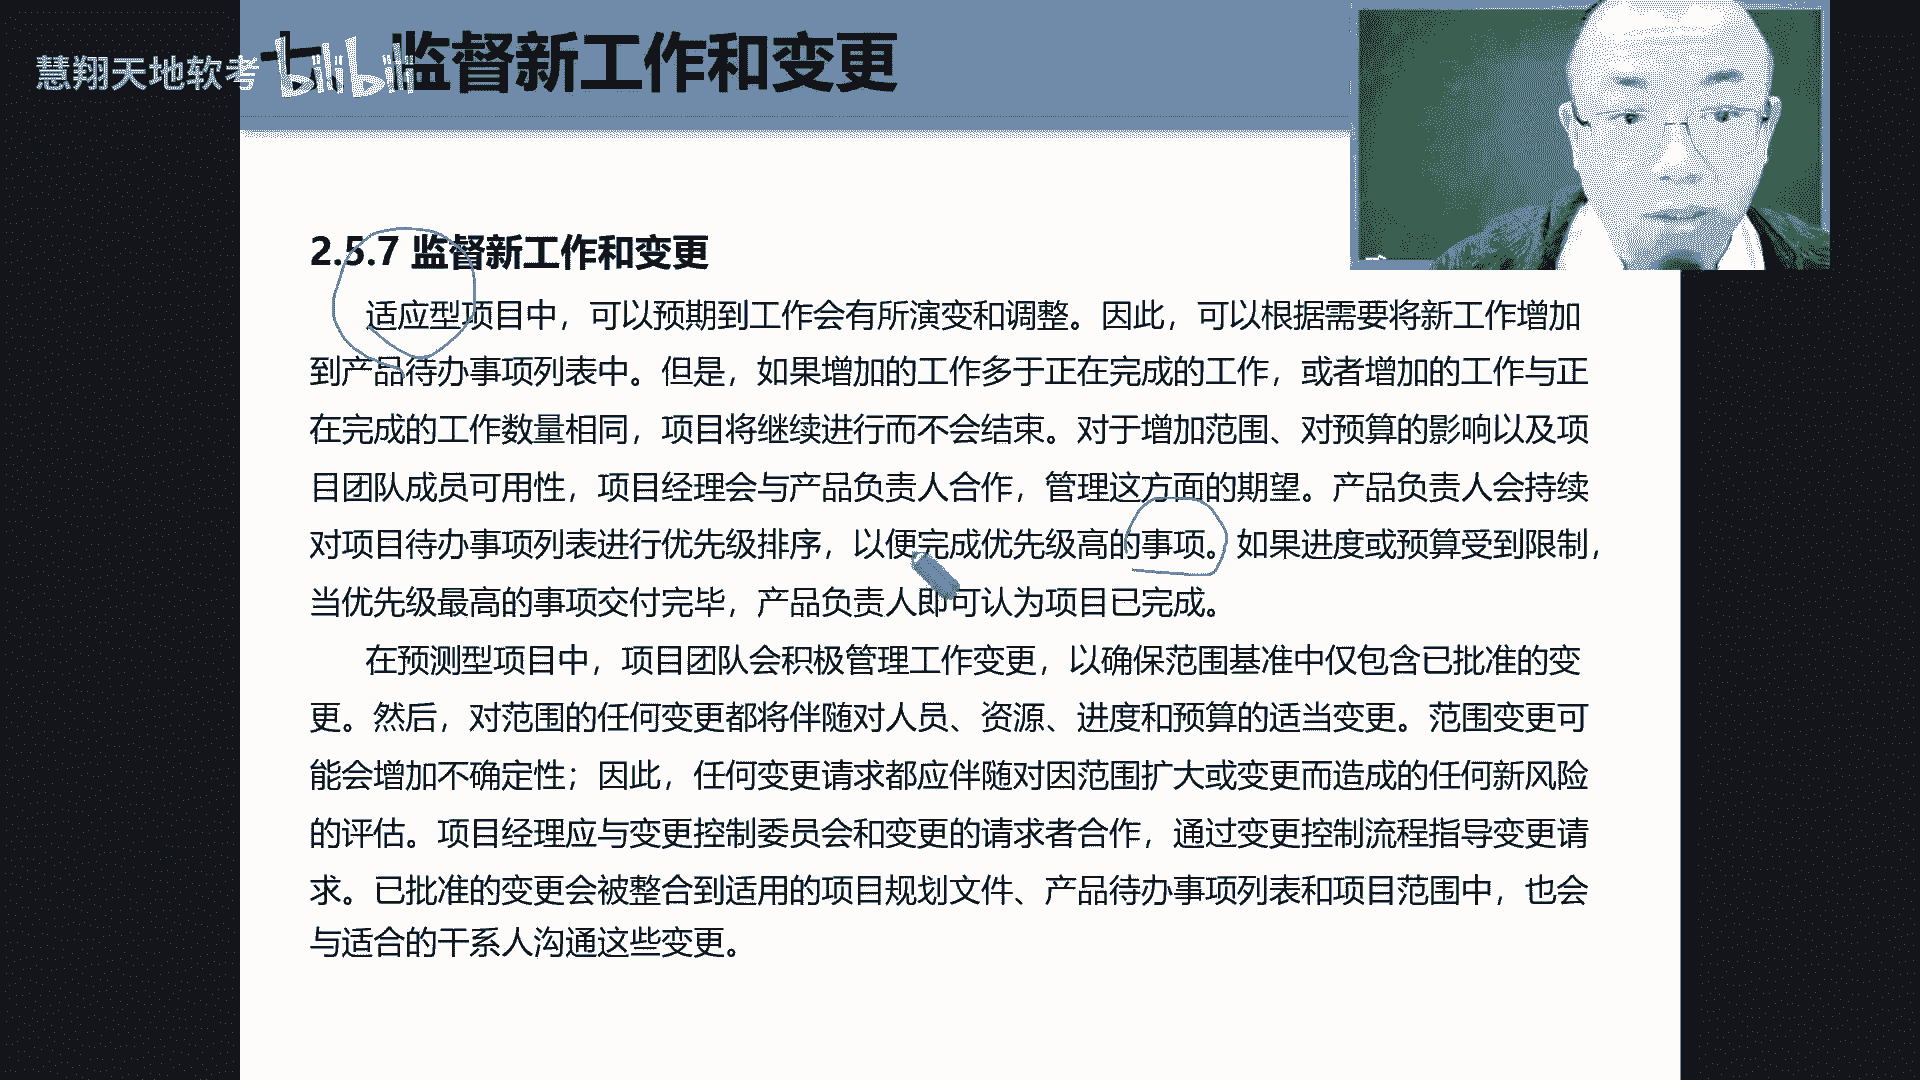 慧翔天地软考
bilibili
七、监督新工作和变更
2.5.7 监督新工作和变更
适应型项目中，可以预期到工作会有所演变和调整。因此，可以根据需要将新工作增加
到产品待办事项列表中。但是，如果增加的工作多于正在完成的工作，或者增加的工作与正
在完成的工作数量相同，项目将继续进行而不会结束。对于增加范围、对预算的影响以及项
目团队成员可用性，项目经理会与产品负责人合作，管理这方面的期望。产品负责人会持续
对项目待办事项列表进行优先级排序，以便完成优先级高的事项。如果进度或预算受到限制，
当优先级最高的事项交付完毕，产品负责人即可认为项目已完成。
在预测型项目中，项目团队会积极管理工作变更，以确保范围基准中仅包含已批准的变
更。然后，对范围的任何变更都将伴随对人员、资源、进度和预算的适当变更。范围变更可
能会增加不确定性；因此，任何变更请求都应伴随对因范围扩大或变更而造成的任何新风险
的评估。项目经理应与变更控制委员会和变更的请求者合作，通过变更控制流程指导变更请
求。已批准的变更会被整合到适用的项目规划文件、产品待办事项列表和项目范围中，也会
与适合的干系人沟通这些变更。